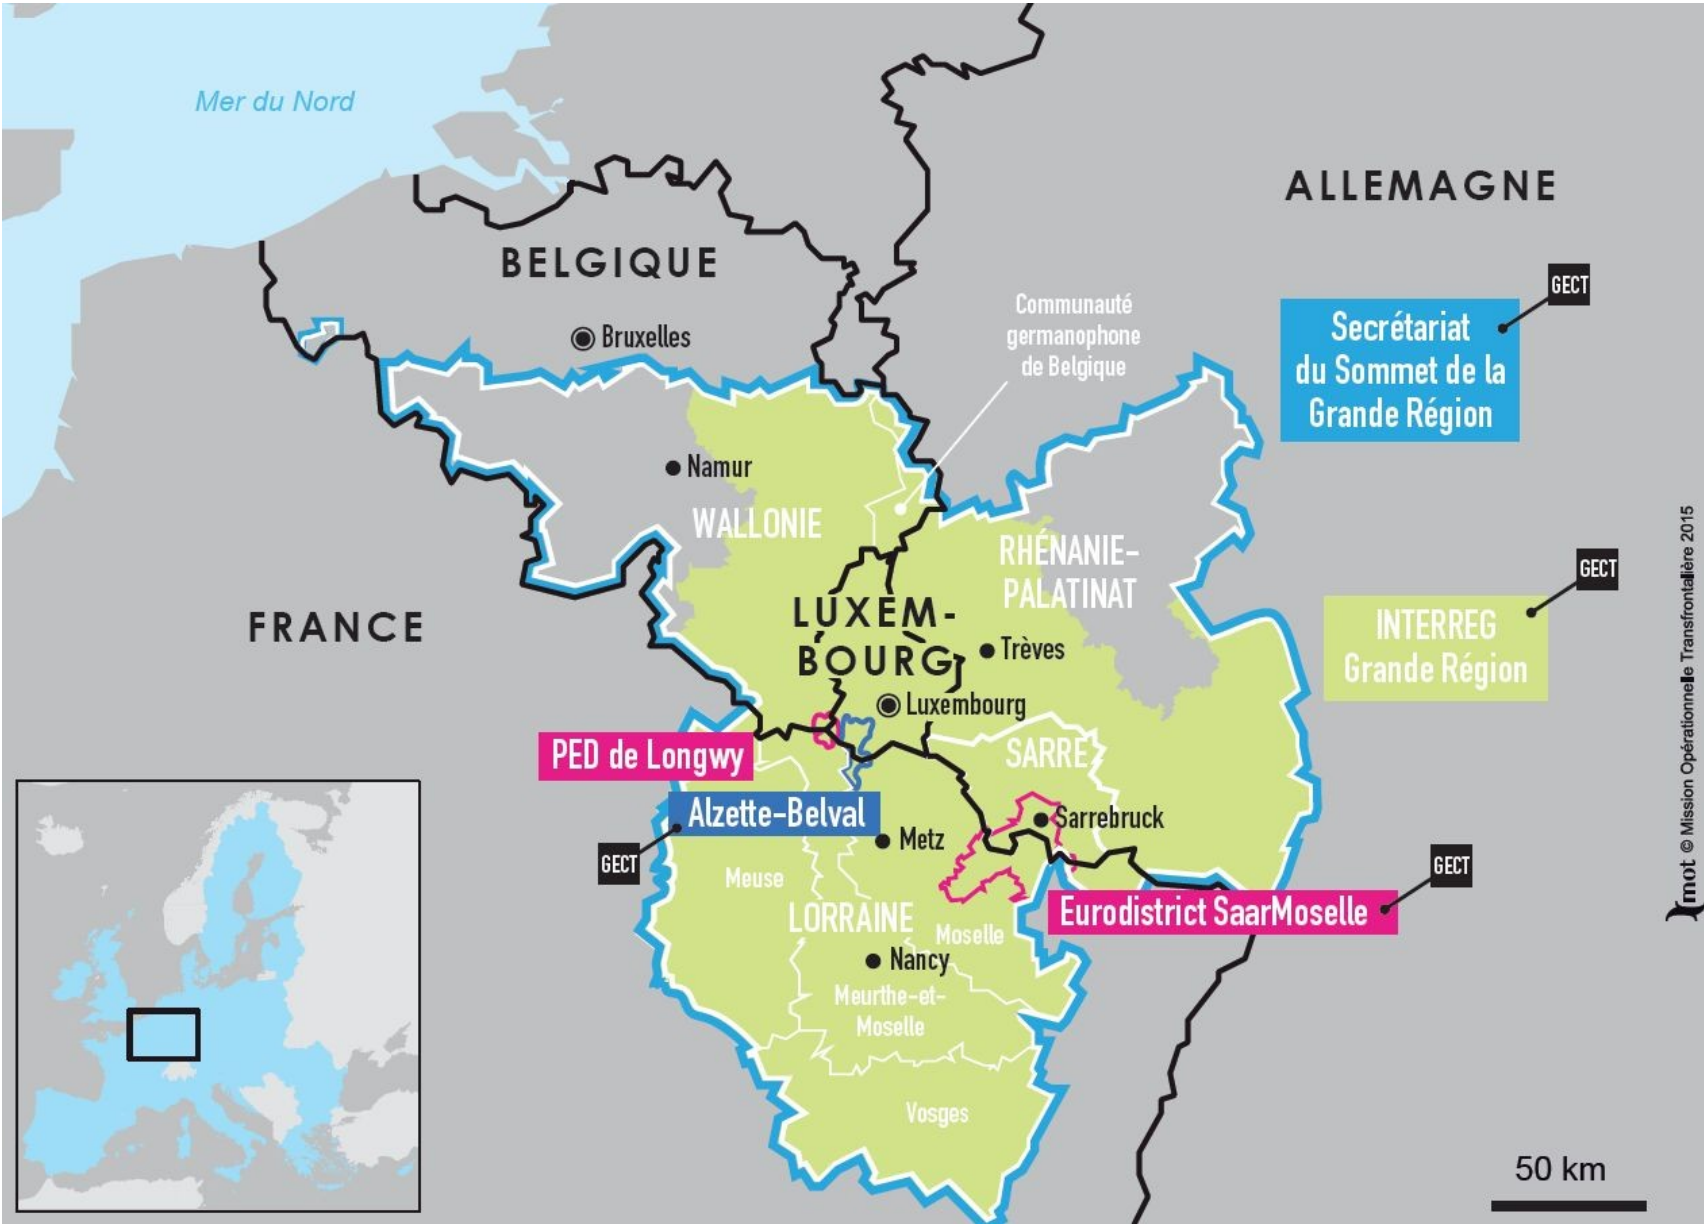 Mer du Nord
ALLEMAGNE
BELGIQUE
GECT
Communauté
germanophone
de Belgique
Secrétariat
du Sommet de la
Grande Région
Bruxelles
Namur
WALLONIE
RHÉNANIE-
PALATINAT
GECT
FRANCE
LUXEM-
BOURG
INTERREG
Grande Région
Trèves
Luxembourg
PED de Longwy
SARRE
Alzette-Belval
Sarrebruck
Metz
GECT
GECT
Meuse
LORRAINE
Eurodistrict SaarMoselle
Moselle
Nancy
Meurthe-et-
Moselle
Vosges
50 km
mot © Mission Opérationnelle Transfrontalière 2015